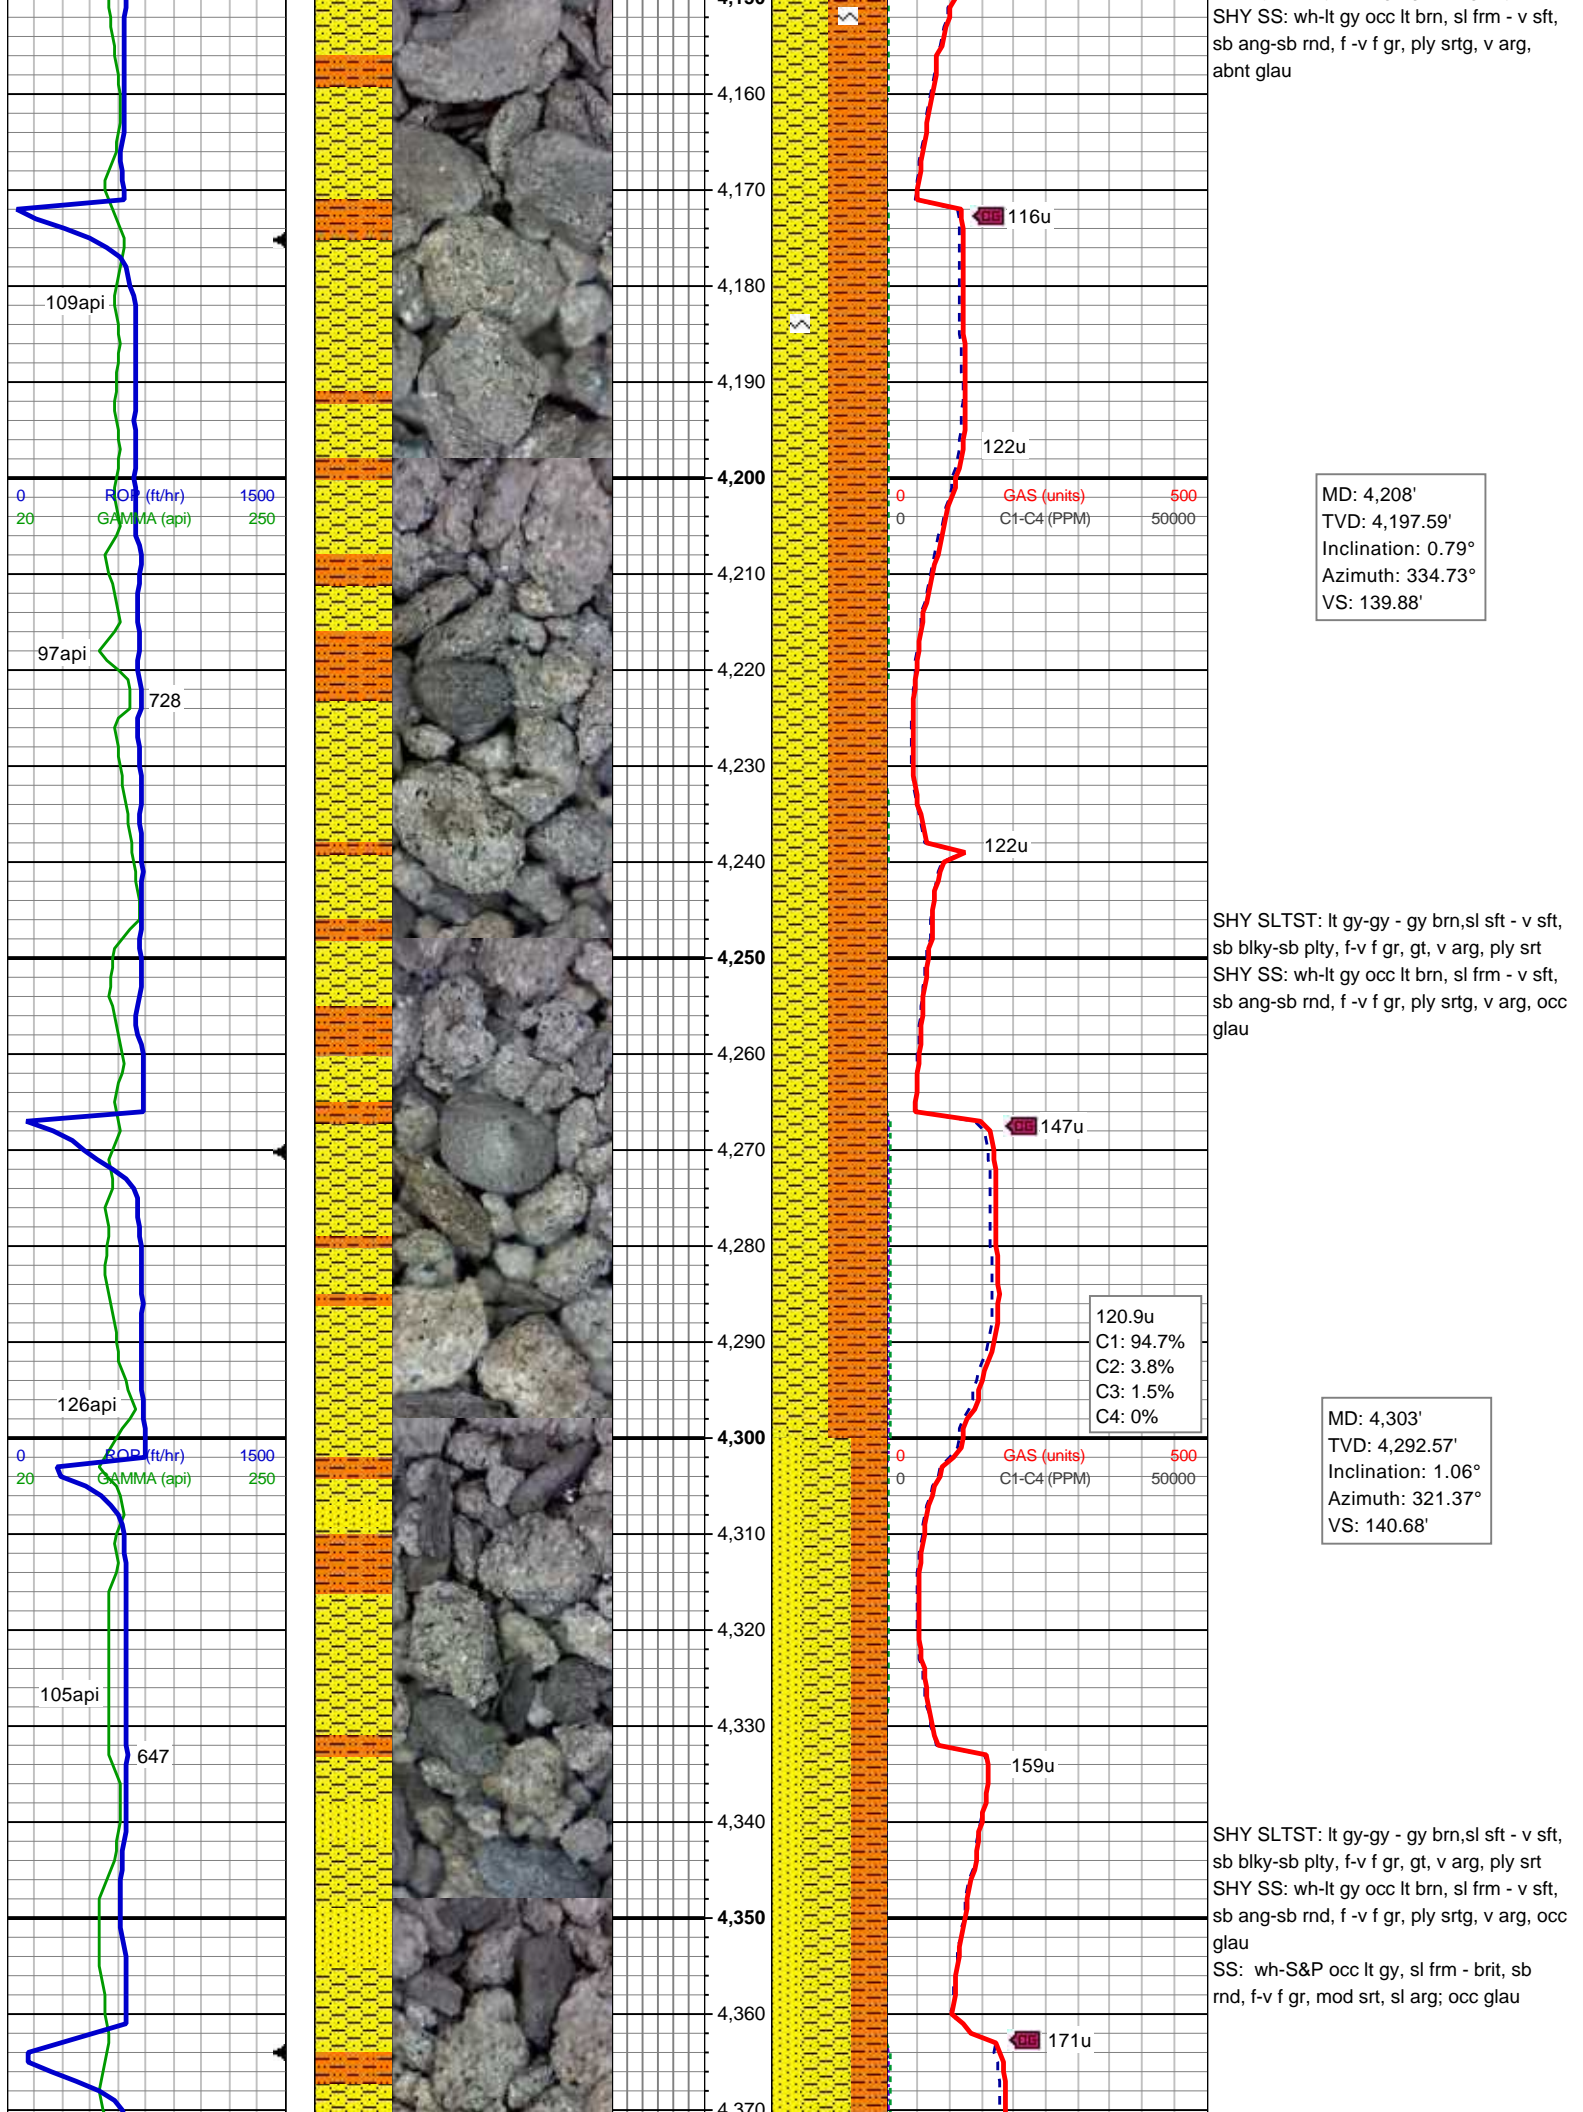 4,150
SHY SS: wh-lt gy occ lt brn, sl frm - v sft,
sb ang-sb rnd, f -v f gr, ply srtg, v arg,
abnt glau
4,160
4,170
CG 116u
109api
4,180
4,190
122u
4,200
0 ROP (ft/hr) 1500
20 GAMMA (api) 250
0 GAS (units) 500
0 C1-C4 (PPM) 50000
MD: 4,208'
TVD: 4,197.59'
Inclination: 0.79°
Azimuth: 334.73°
VS: 139.88'
4,210
97api
4,220
728
4,230
122u
4,240
SHY SLTST: lt gy-gy - gy brn,sl sft - v sft,
sb blky-sb plty, f-v f gr, gt, v arg, ply srt
SHY SS: wh-lt gy occ lt brn, sl frm - v sft,
sb ang-sb rnd, f -v f gr, ply srtg, v arg, occ
glau
4,250
4,260
CG 147u
4,270
4,280
4,290
120.9u
C1: 94.7%
C2: 3.8%
C3: 1.5%
C4: 0%
126api
4,300
0 ROP (ft/hr) 1500
20 GAMMA (api) 250
0 GAS (units) 500
0 C1-C4 (PPM) 50000
MD: 4,303'
TVD: 4,292.57'
Inclination: 1.06°
Azimuth: 321.37°
VS: 140.68'
4,310
4,320
105api
4,330
647
159u
4,340
SHY SLTST: lt gy-gy - gy brn,sl sft - v sft,
sb blky-sb plty, f-v f gr, gt, v arg, ply srt
SHY SS: wh-lt gy occ lt brn, sl frm - v sft,
sb ang-sb rnd, f -v f gr, ply srtg, v arg, occ
glau
SS: wh-S&P occ lt gy, sl frm - brit, sb
rnd, f-v f gr, mod srt, sl arg; occ glau
4,350
4,360
CG 171u
4,370